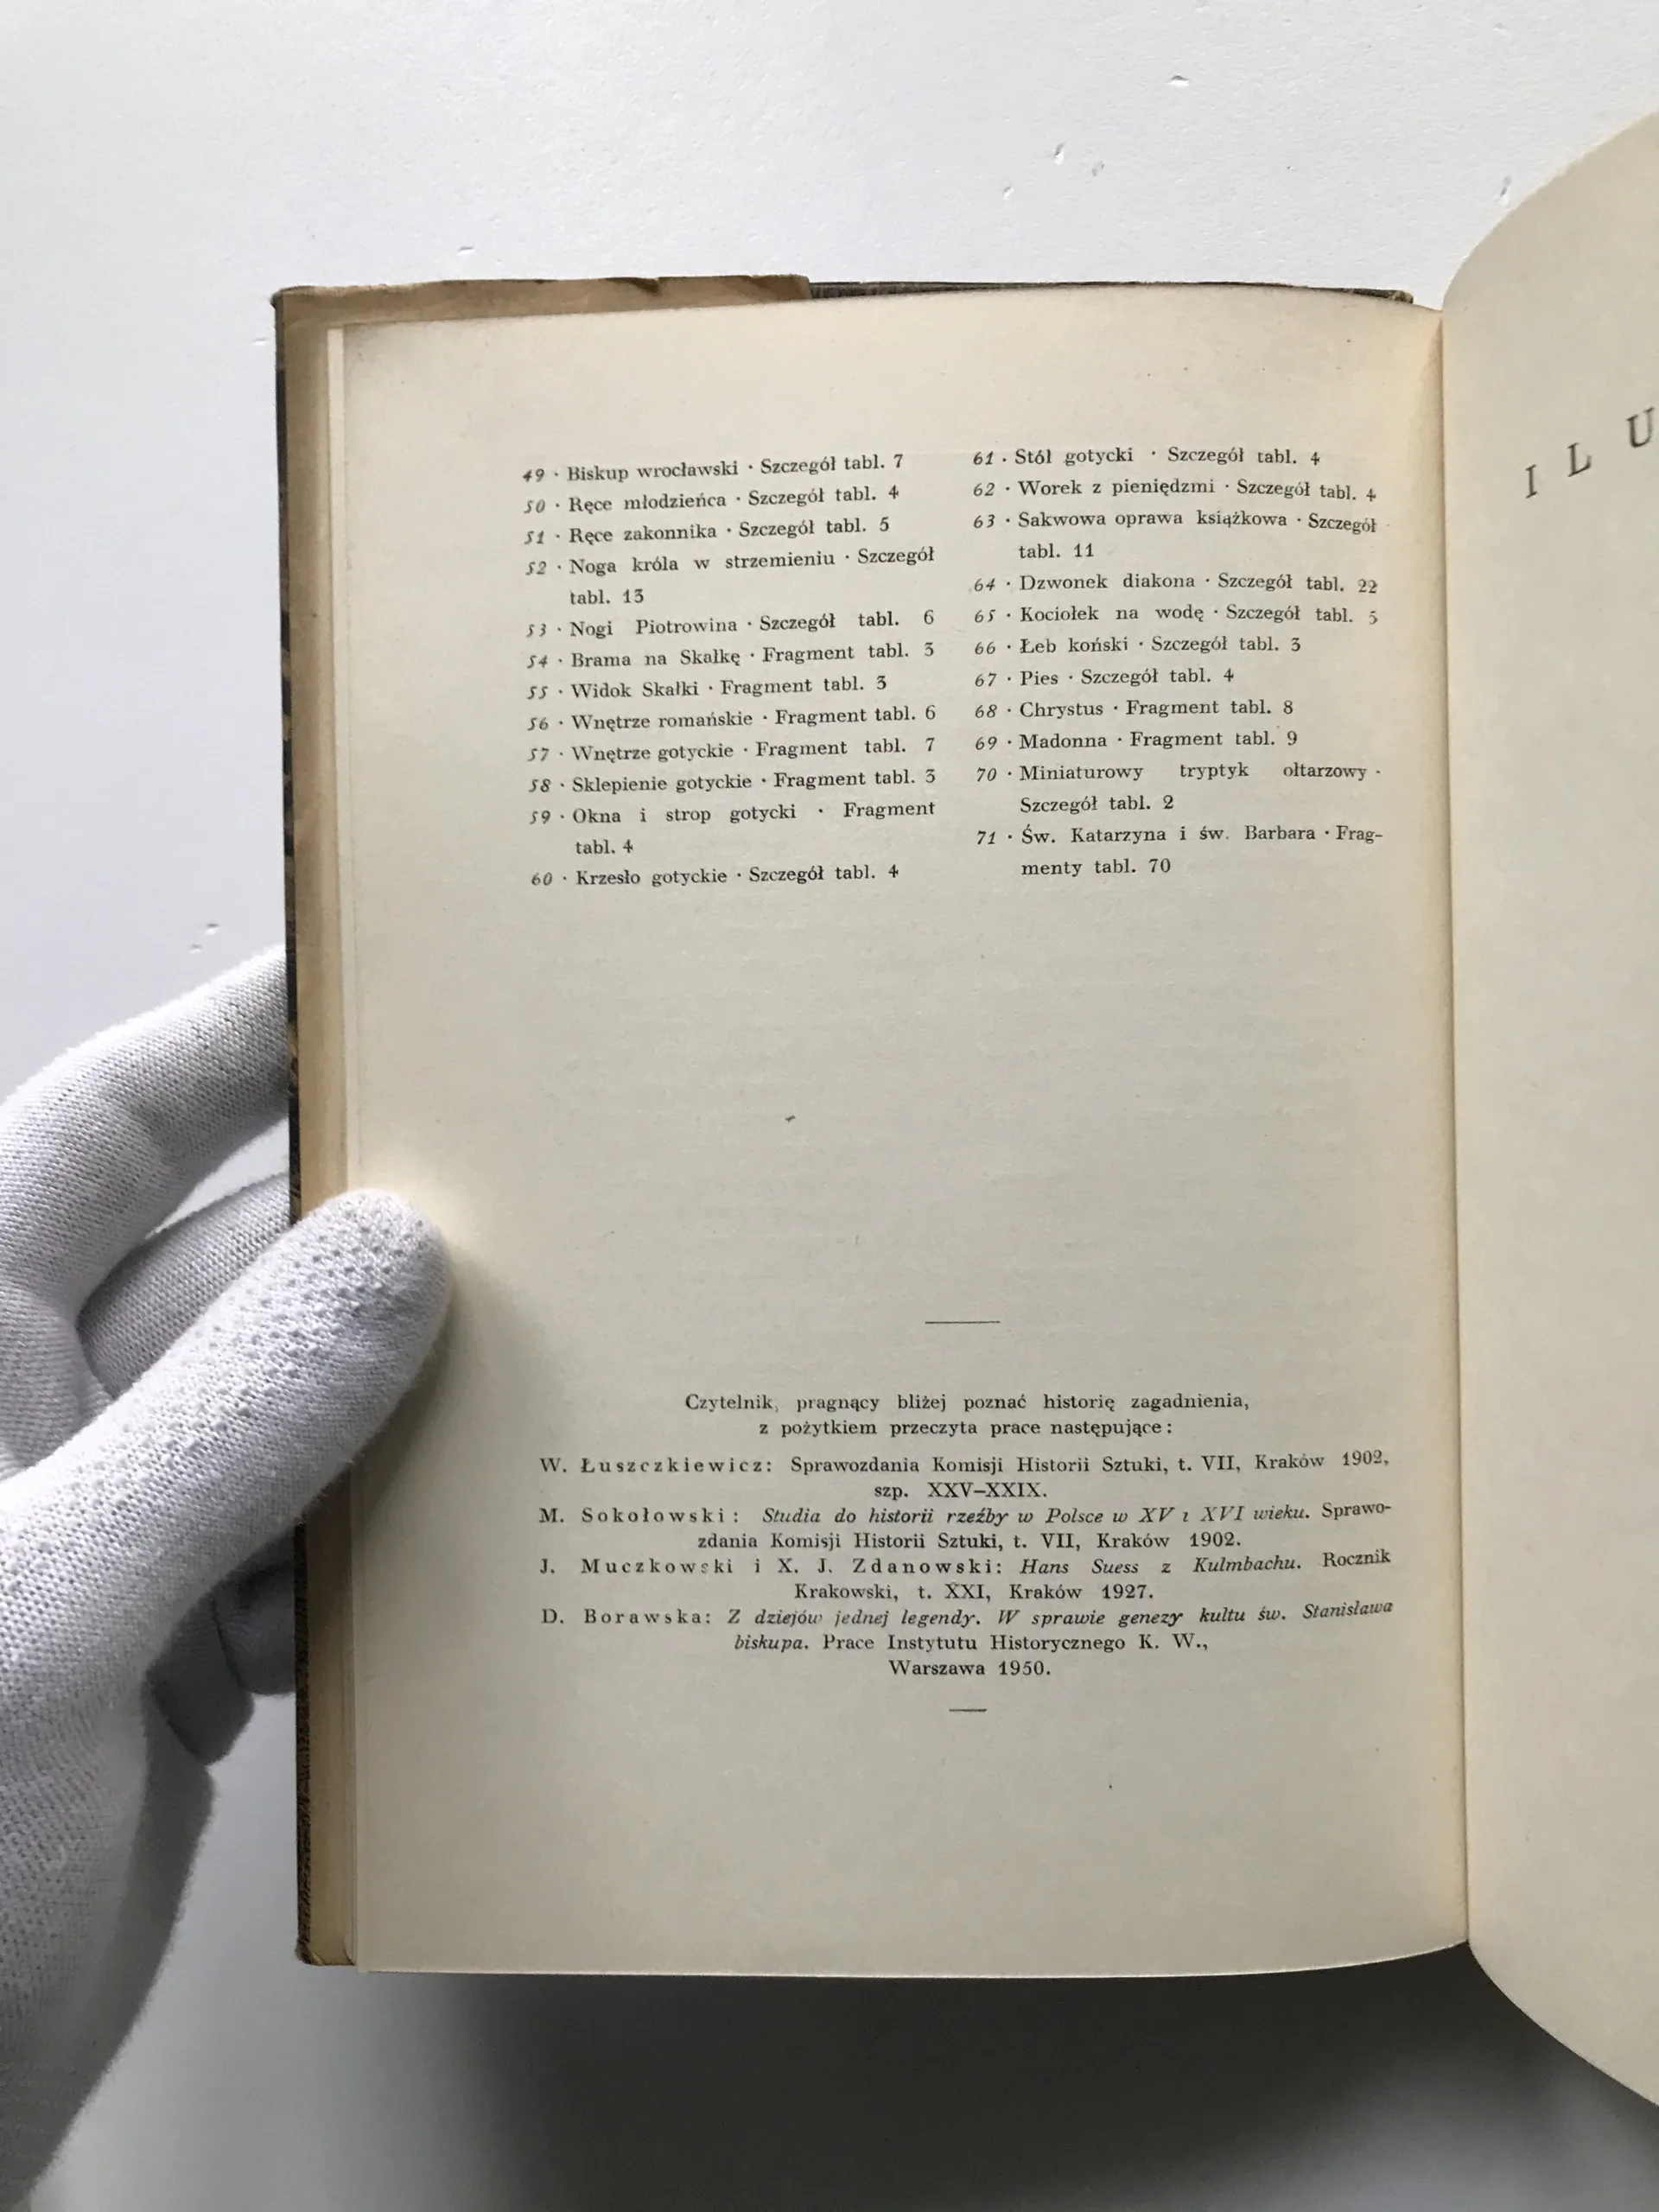 49 · Biskup wrocławski · Szczegół tabl. 7
50 · Ręce młodzieńca · Szczegół tabl. 4
51 · Ręce zakonnika · Szczegół tabl. 5
52 · Noga króla w strzemieniu · Szczegół
tabl. 13
53 · Nogi Piotrowina · Szczegół tabl. 6
54 · Brama na Skałkę · Fragment tabl. 3
55 · Widok Skałki · Fragment tabl. 3
56 · Wnętrze romańskie · Fragment tabl. 6
57 · Wnętrze gotyckie · Fragment tabl. 7
58 · Sklepienie gotyckie · Fragment tabl. 3
59 · Okna i strop gotycki · Fragment
tabl. 4
60 · Krzesło gotyckie · Szczegół tabl. 4
61 · Stół gotycki · Szczegół tabl. 4
62 · Worek z pieniędzmi · Szczegół tabl. 4
63 · Sakwowa oprawa książkowa · Szczegół
tabl. 11
64 · Dzwonek diakona · Szczegół tabl. 22
65 · Kociołek na wodę · Szczegół tabl. 5
66 · Łeb koński · Szczegół tabl. 3
67 · Pies · Szczegół tabl. 4
68 · Chrystus · Fragment tabl. 8
69 · Madonna · Fragment tabl. 9
70 · Miniaturowy tryptyk ołtarzowy ·
Szczegół tabl. 2
71 · Św. Katarzyna i św. Barbara · Frag-
menty tabl. 70
Czytelnik, pragnący bliżej poznać historię zagadnienia,
z pożytkiem przeczyta prace następujące:
W. Łuszczkiewicz: Sprawozdania Komisji Historii Sztuki, t. VII, Kraków 1902,
szp. XXV–XXIX.
M. Sokołowski: Studia do historii rzeźby w Polsce w XV i XVI wieku. Sprawo-
zdania Komisji Historii Sztuki, t. VII, Kraków 1902.
J. Muczkowski i X. J. Zdanowski: Hans Suess z Kulmbachu. Rocznik
Krakowski, t. XXI, Kraków 1927.
D. Borawska: Z dziejów jednej legendy. W sprawie genezy kultu św. Stanisława
biskupa. Prace Instytutu Historycznego K. W.,
Warszawa 1950.
I L U